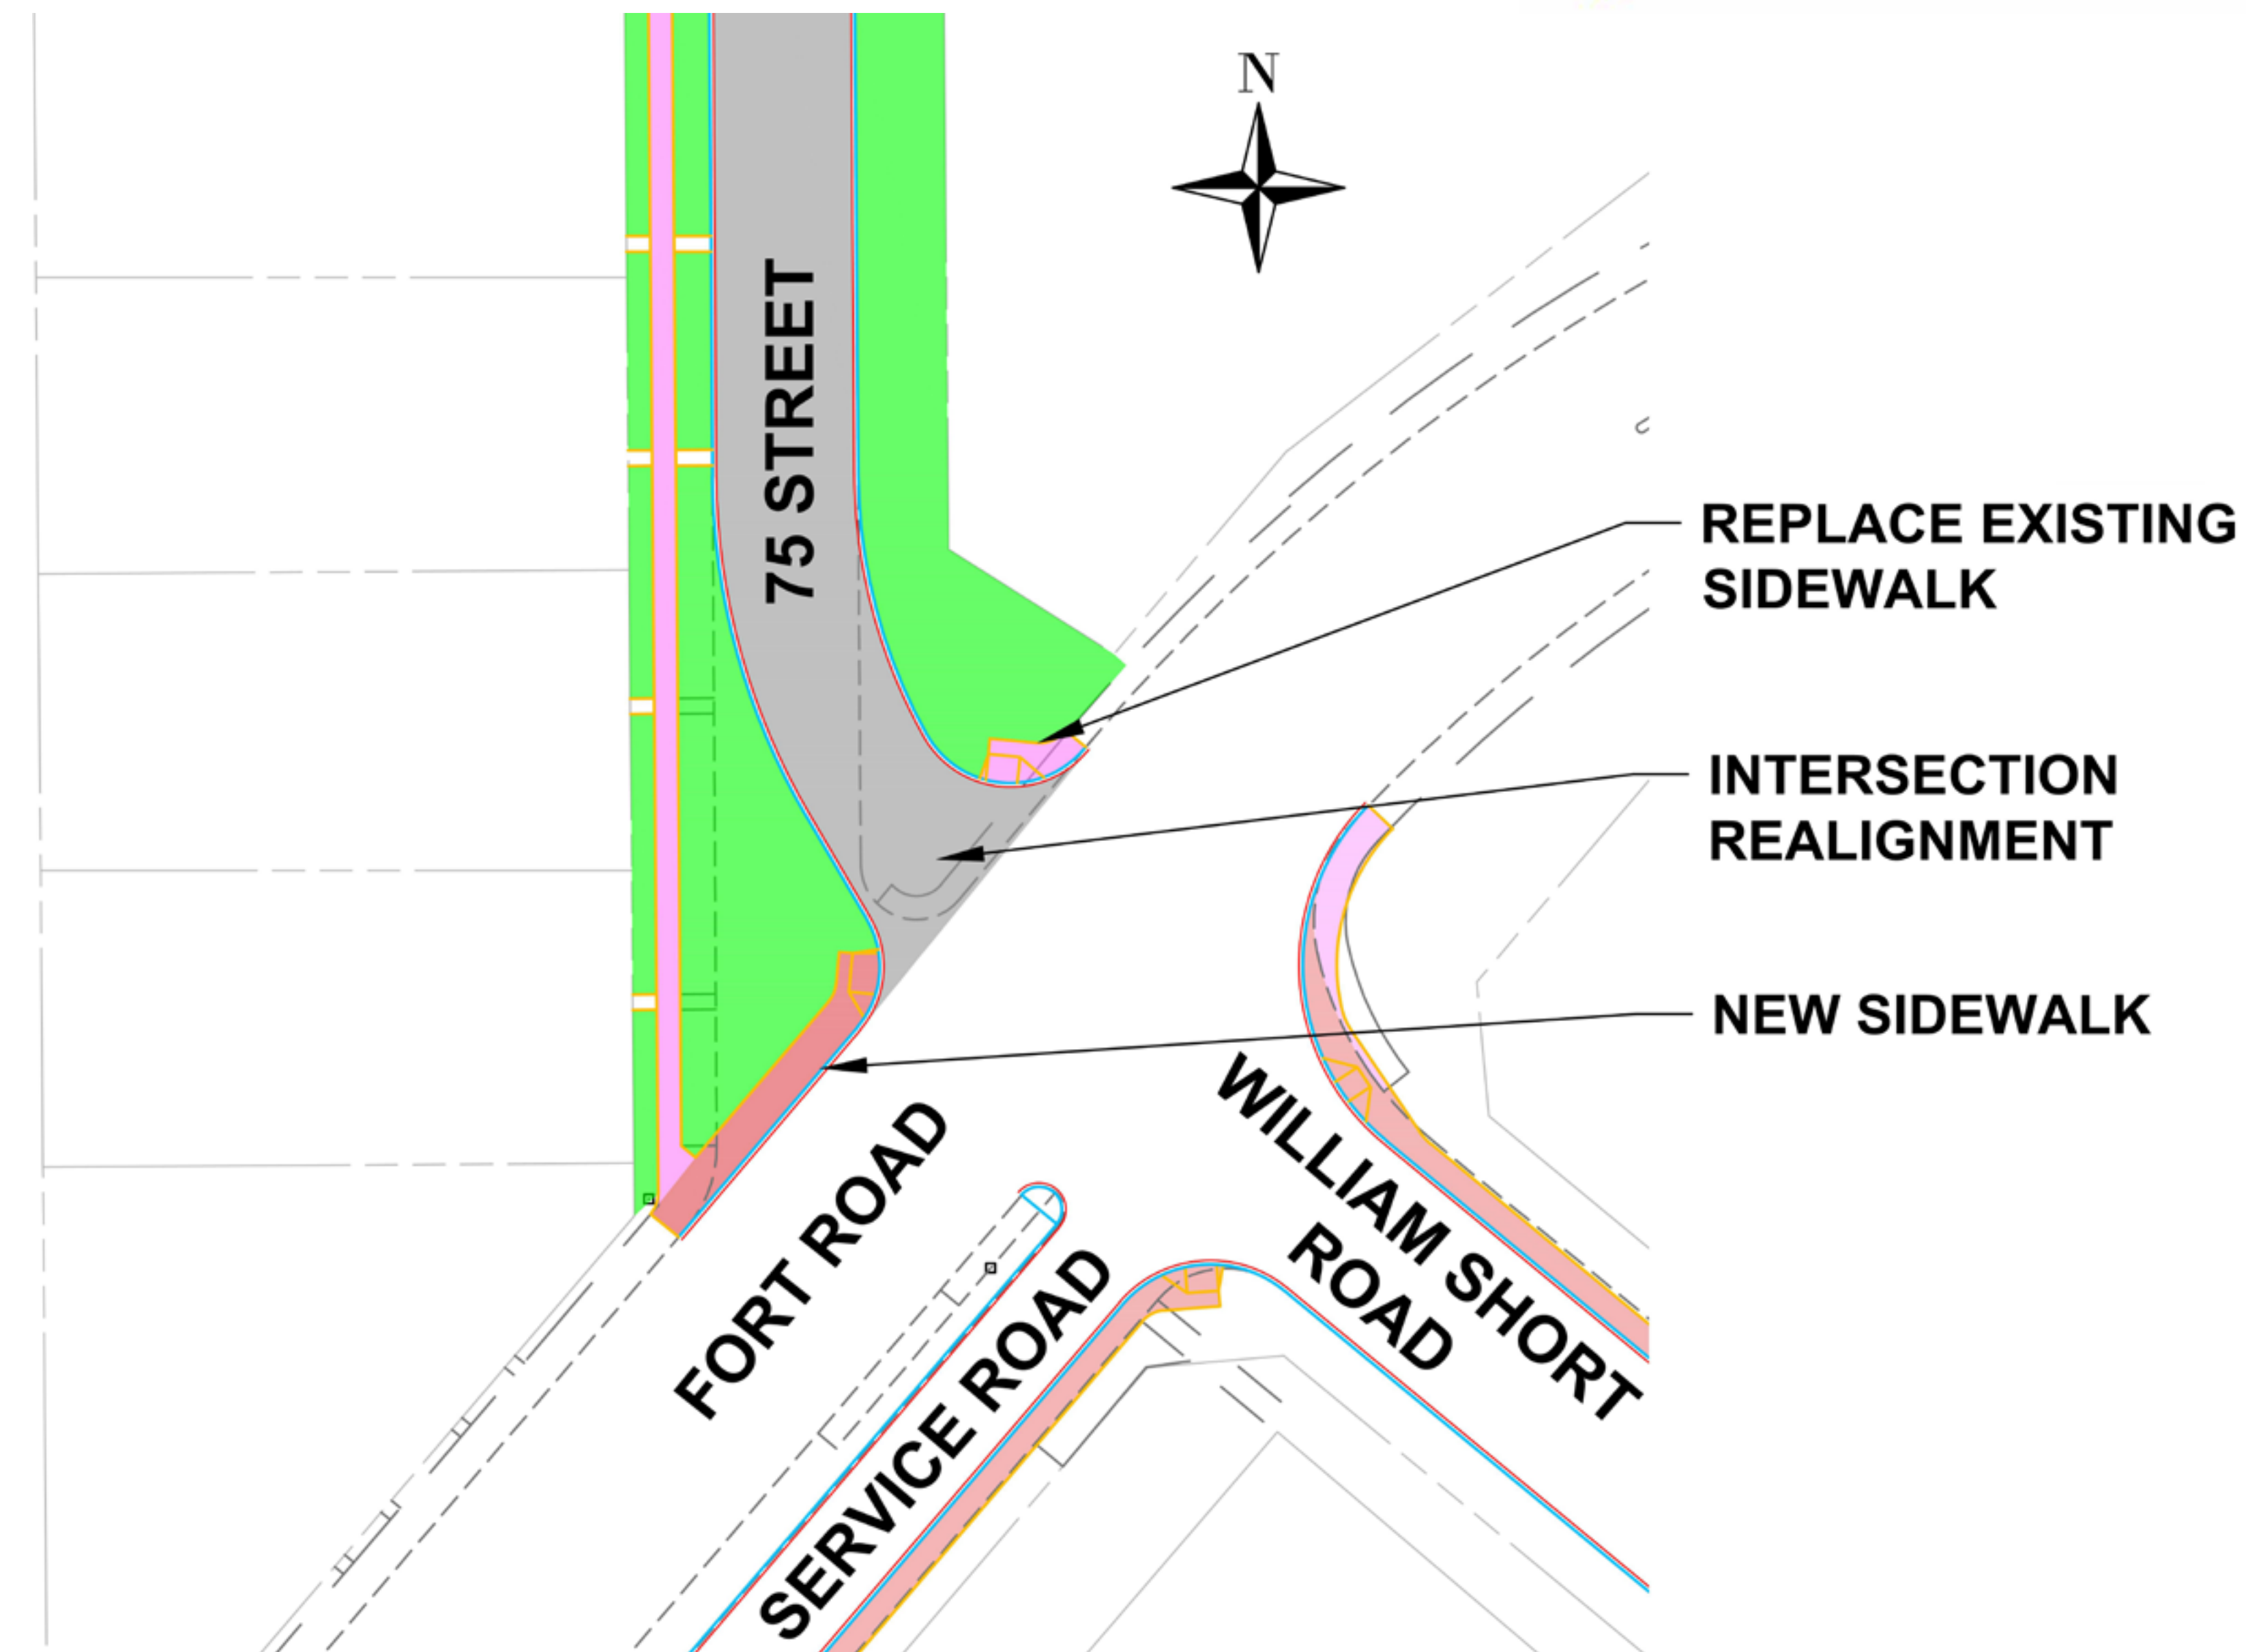 N
75 STREET
REPLACE EXISTING
SIDEWALK
INTERSECTION
REALIGNMENT
NEW SIDEWALK
FORT ROAD
SERVICE ROAD
WILLIAM SHORT
ROAD